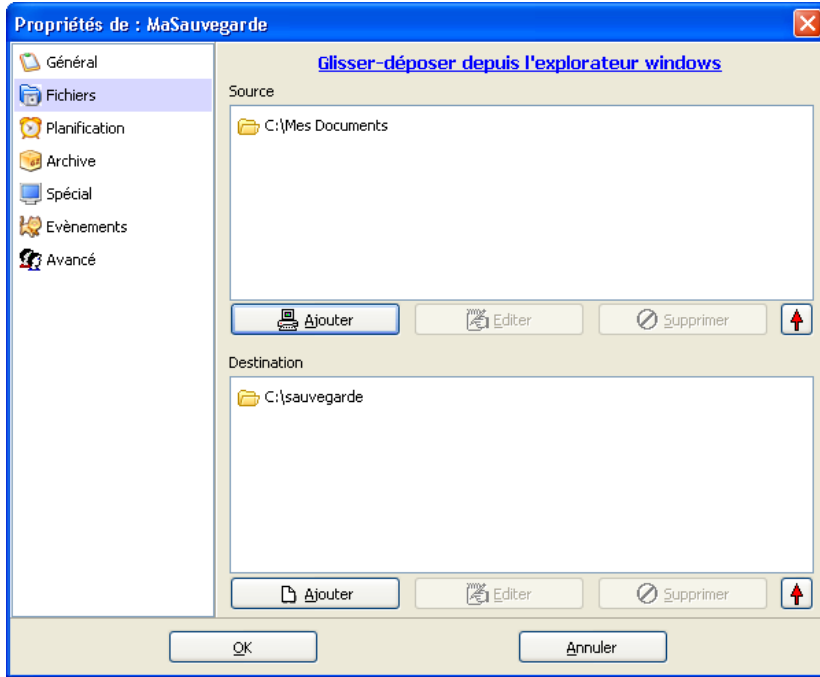 Propriétés de : MaSauvegarde
Général
Fichiers
Planification
Archive
Spécial
Evènements
Avancé
Glisser-déposer depuis l'explorateur windows
Source
C:\Mes Documents
Ajouter Editer Supprimer
Destination
C:\sauvegarde
Ajouter Editer Supprimer
OK Annuler